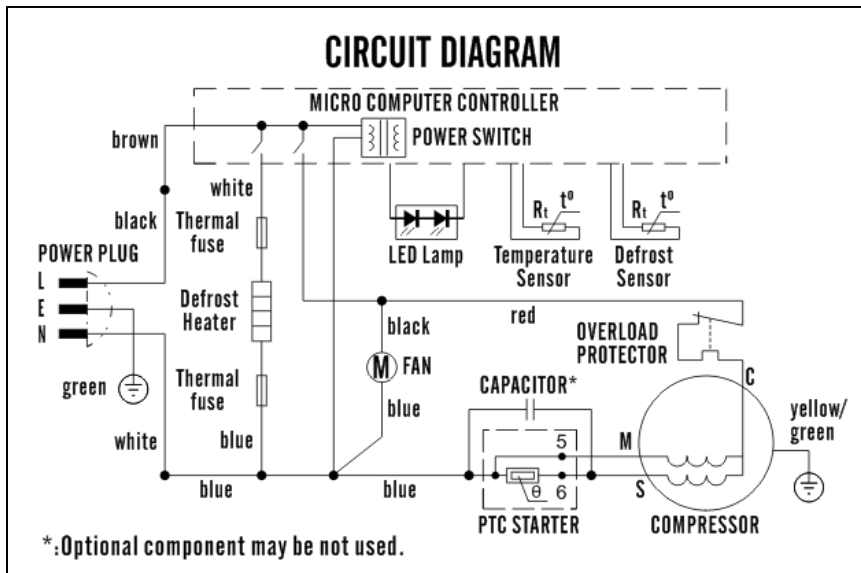 CIRCUIT DIAGRAM
MICRO COMPUTER CONTROLLER
POWER SWITCH
brown
white
black
Thermal
fuse
LED Lamp
Rt tº
Temperature
Sensor
Rt tº
Defrost
Sensor
POWER PLUG
L
E
N
Defrost
Heater
green
Thermal
fuse
white
blue
blue
black
M
FAN
blue
blue
red
OVERLOAD
PROTECTOR
C
CAPACITOR*
5
θ
6
PTC STARTER
M
S
COMPRESSOR
yellow/
green
*:Optional component may be not used.